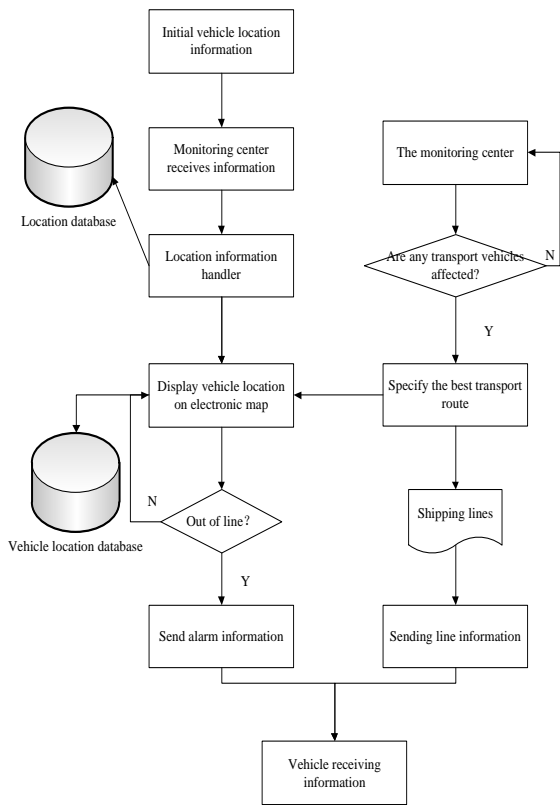 Initial vehicle location
information
Monitoring center
receives information
Location database
Location information
handler
Display vehicle location
on electronic map
Vehicle location database
N
Out of line?
Y
Send alarm information
The monitoring center
Are any transport vehicles
affected?
N
Y
Specify the best transport
route
Shipping lines
Sending line information
Vehicle receiving
information